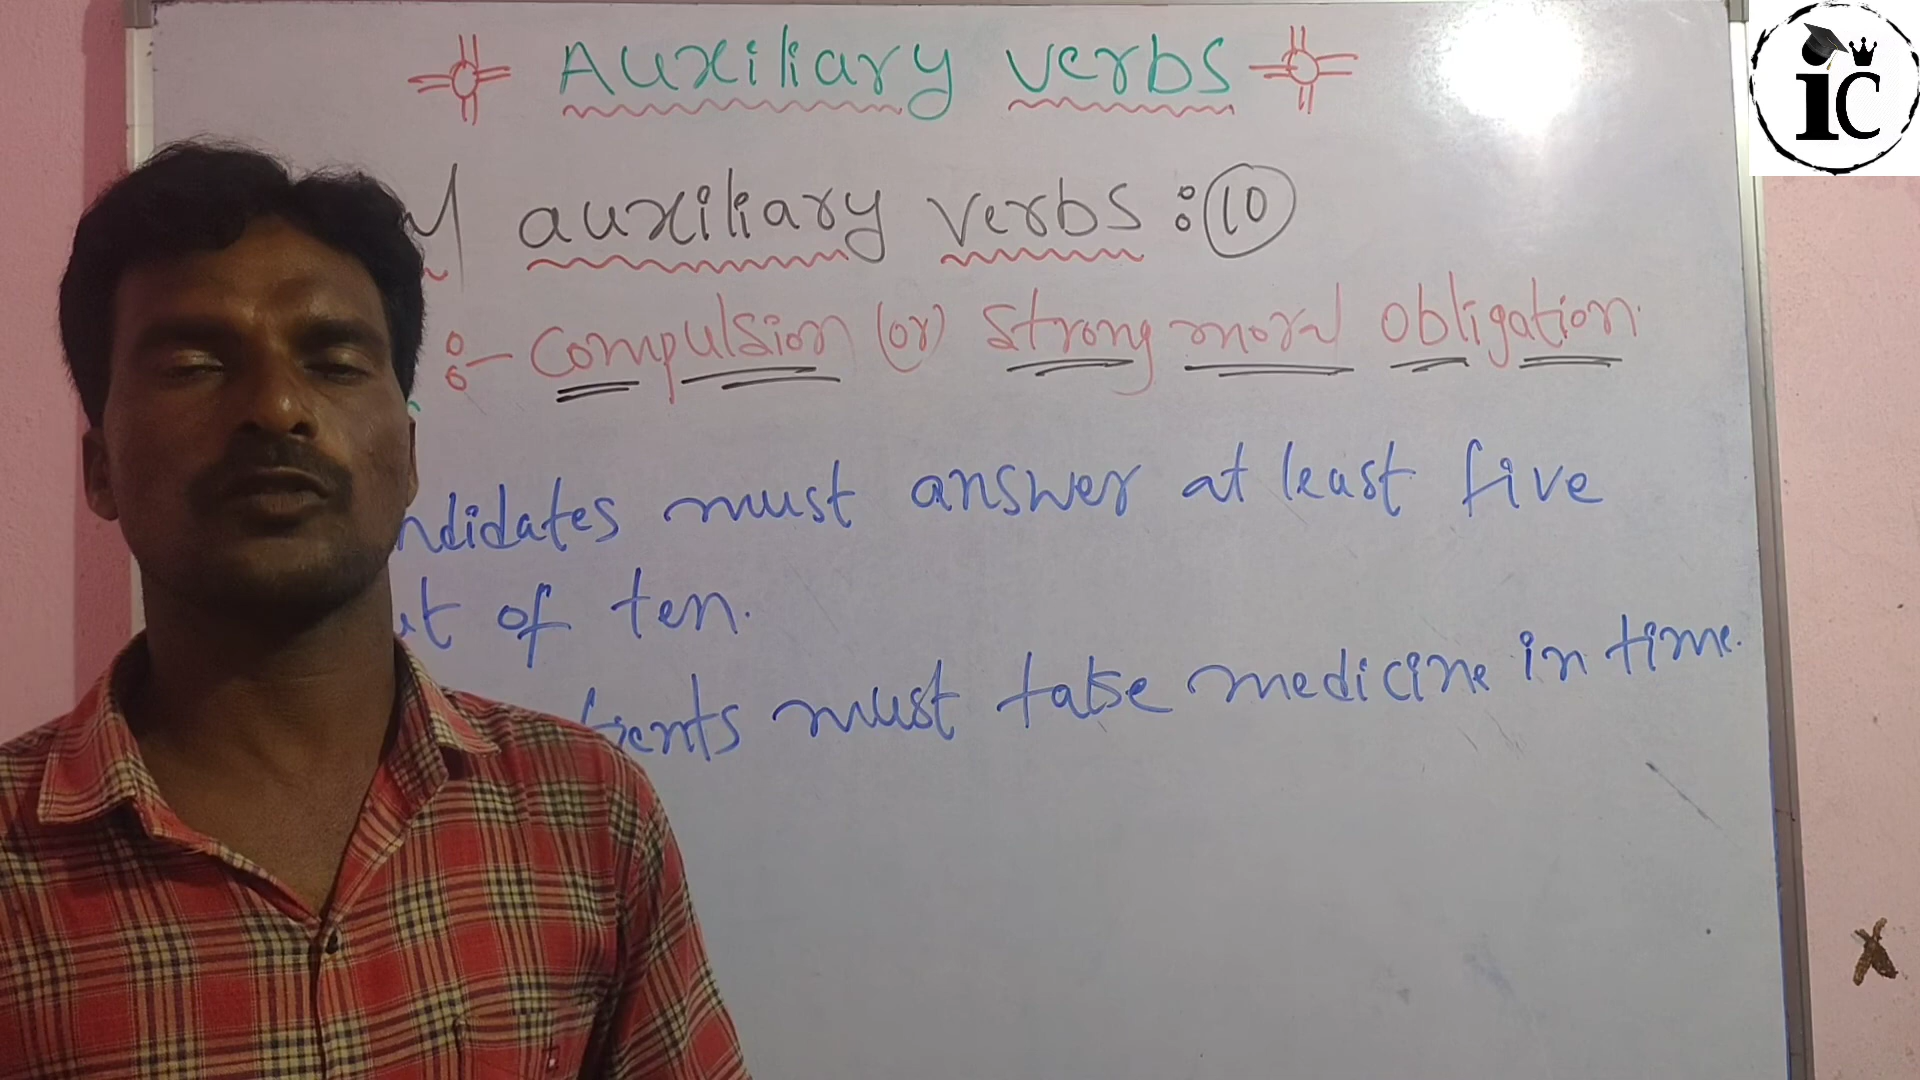 Auxiliary verbs
auxiliary verbs : 10
:- Compulsion (or) Strong moral obligation.
ndidates must answer at least five
of ten.
must take medicine in time.
iC